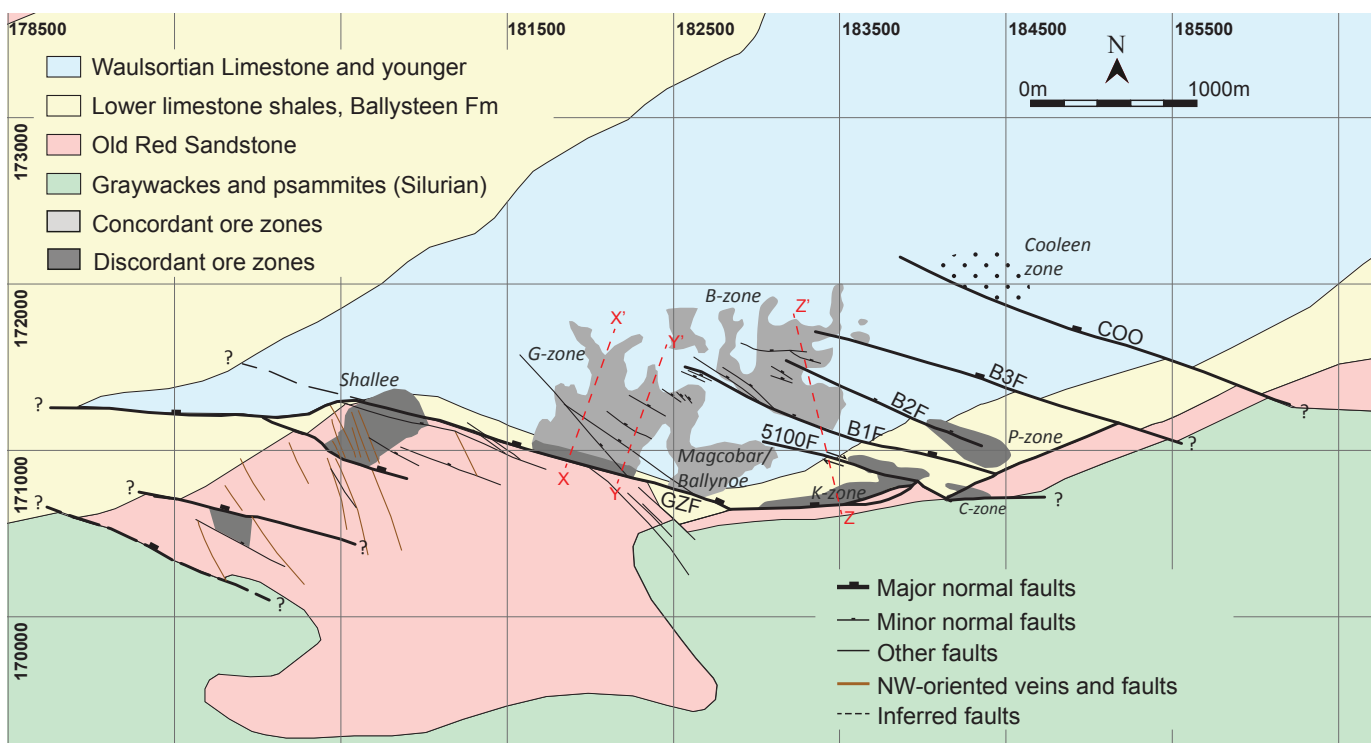 178500
181500
182500
183500
184500
185500
173000
172000
171000
170000
N
0m
1000m
Waulsortian Limestone and younger
Lower limestone shales, Ballysteen Fm
Old Red Sandstone
Graywackes and psammites (Silurian)
Concordant ore zones
Discordant ore zones
Cooleen
zone
B-zone
Z'
X'
Y'
COO
G-zone
B3F
?
Shallee
?
B2F
B1F
5100F
P-zone
?
?
Magcobar/
Ballynoe
X
Y
GZF
K-zone
C-zone
?
Z
?
?
?
?
Major normal faults
Minor normal faults
Other faults
NW-oriented veins and faults
Inferred faults